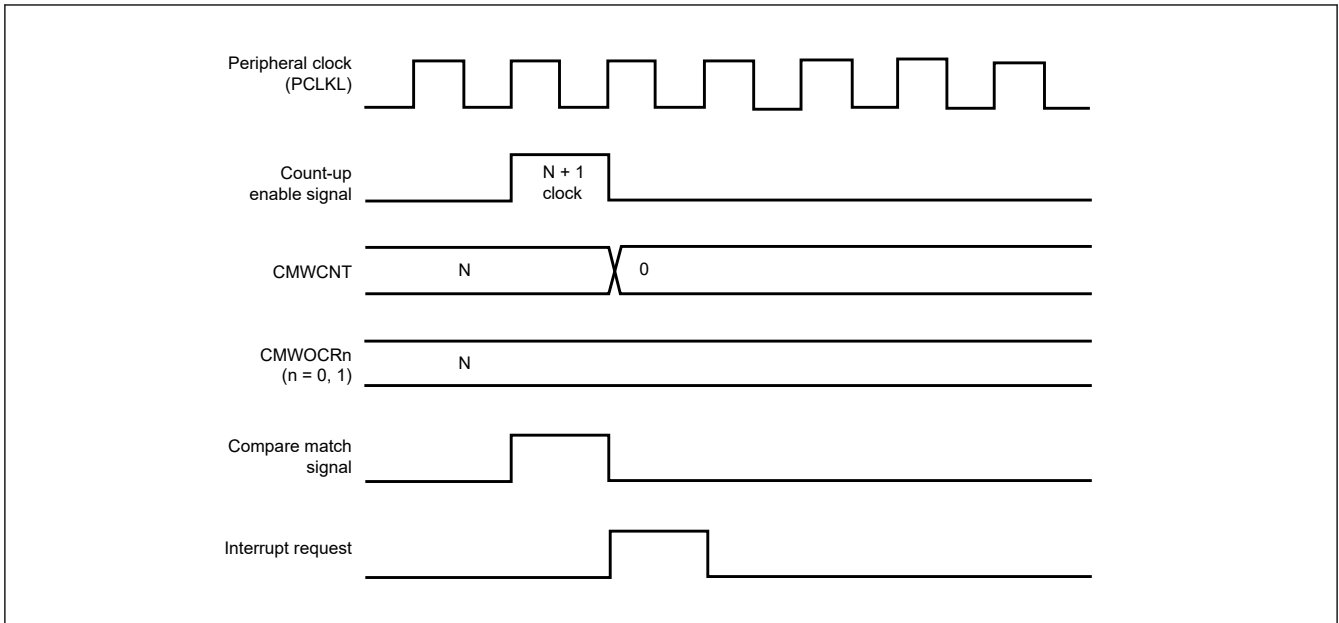 Peripheral clock
(PCLKL)
Count-up
enable signal
N + 1
clock
CMWCNT
N
0
CMWOCRn
(n = 0, 1)
N
Compare match
signal
Interrupt request